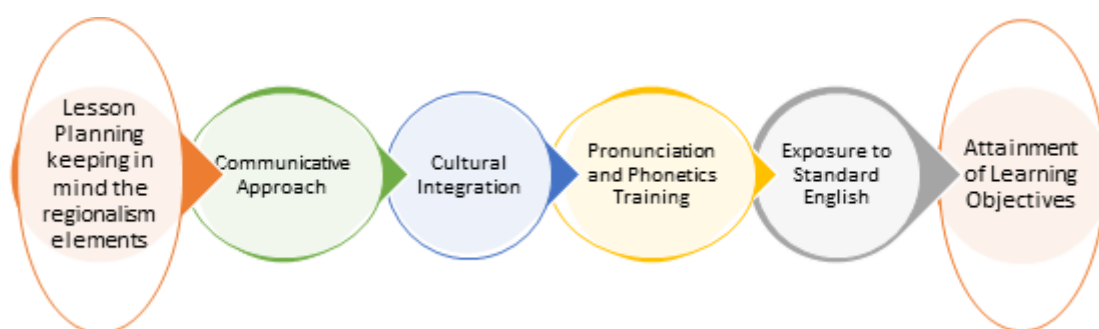 Lesson
Planning
keeping in
mind the
regionalism
elements
Communicative
Approach
Cultural
Integration
Pronunciation
and Phonetics
Training
Exposure to
Standard
English
Attainment
of Learning
Objectives